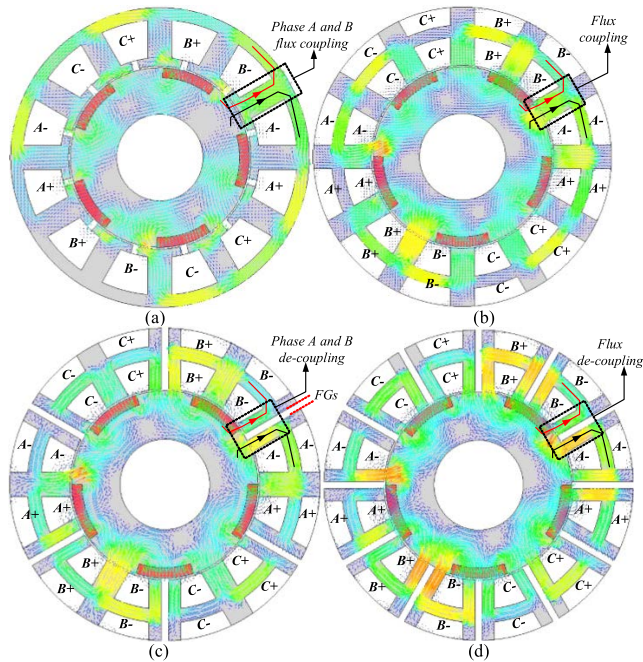 Phase A and B
flux coupling
C+
B+
C-
B-
A-
A-
A+
A+
B+
C+
B-
C-
(a)
Flux
coupling
C+
B+
B-
C+
B+
C-
C-
B-
A-
A-
A-
A-
A+
A+
A+
A+
B+
C+
B+
C+
B-
C-
B-
C-
(b)
Phase A and B
de-coupling
FGs
C+
B+
B-
C+
B+
C-
C-
B-
A-
A-
A-
A-
A+
A+
A+
A+
B+
C+
B+
C+
B-
C-
B-
C-
(c)
Flux
de-coupling
C+
B+
B-
C+
B+
C-
C-
B-
A-
A-
A-
A-
A+
A+
A+
A+
B+
C+
B+
C+
B-
C-
B-
C-
(d)